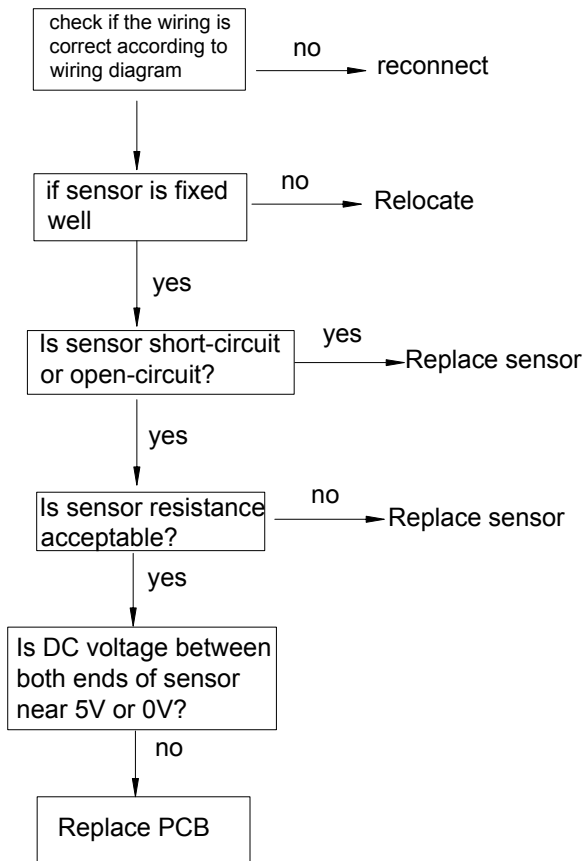 check if the wiring is
correct according to
wiring diagram
no
reconnect
if sensor is fixed
well
no
Relocate
yes
Is sensor short-circuit
or open-circuit?
yes
Replace sensor
yes
Is sensor resistance
acceptable?
no
Replace sensor
yes
Is DC voltage between
both ends of sensor
near 5V or 0V?
no
Replace PCB